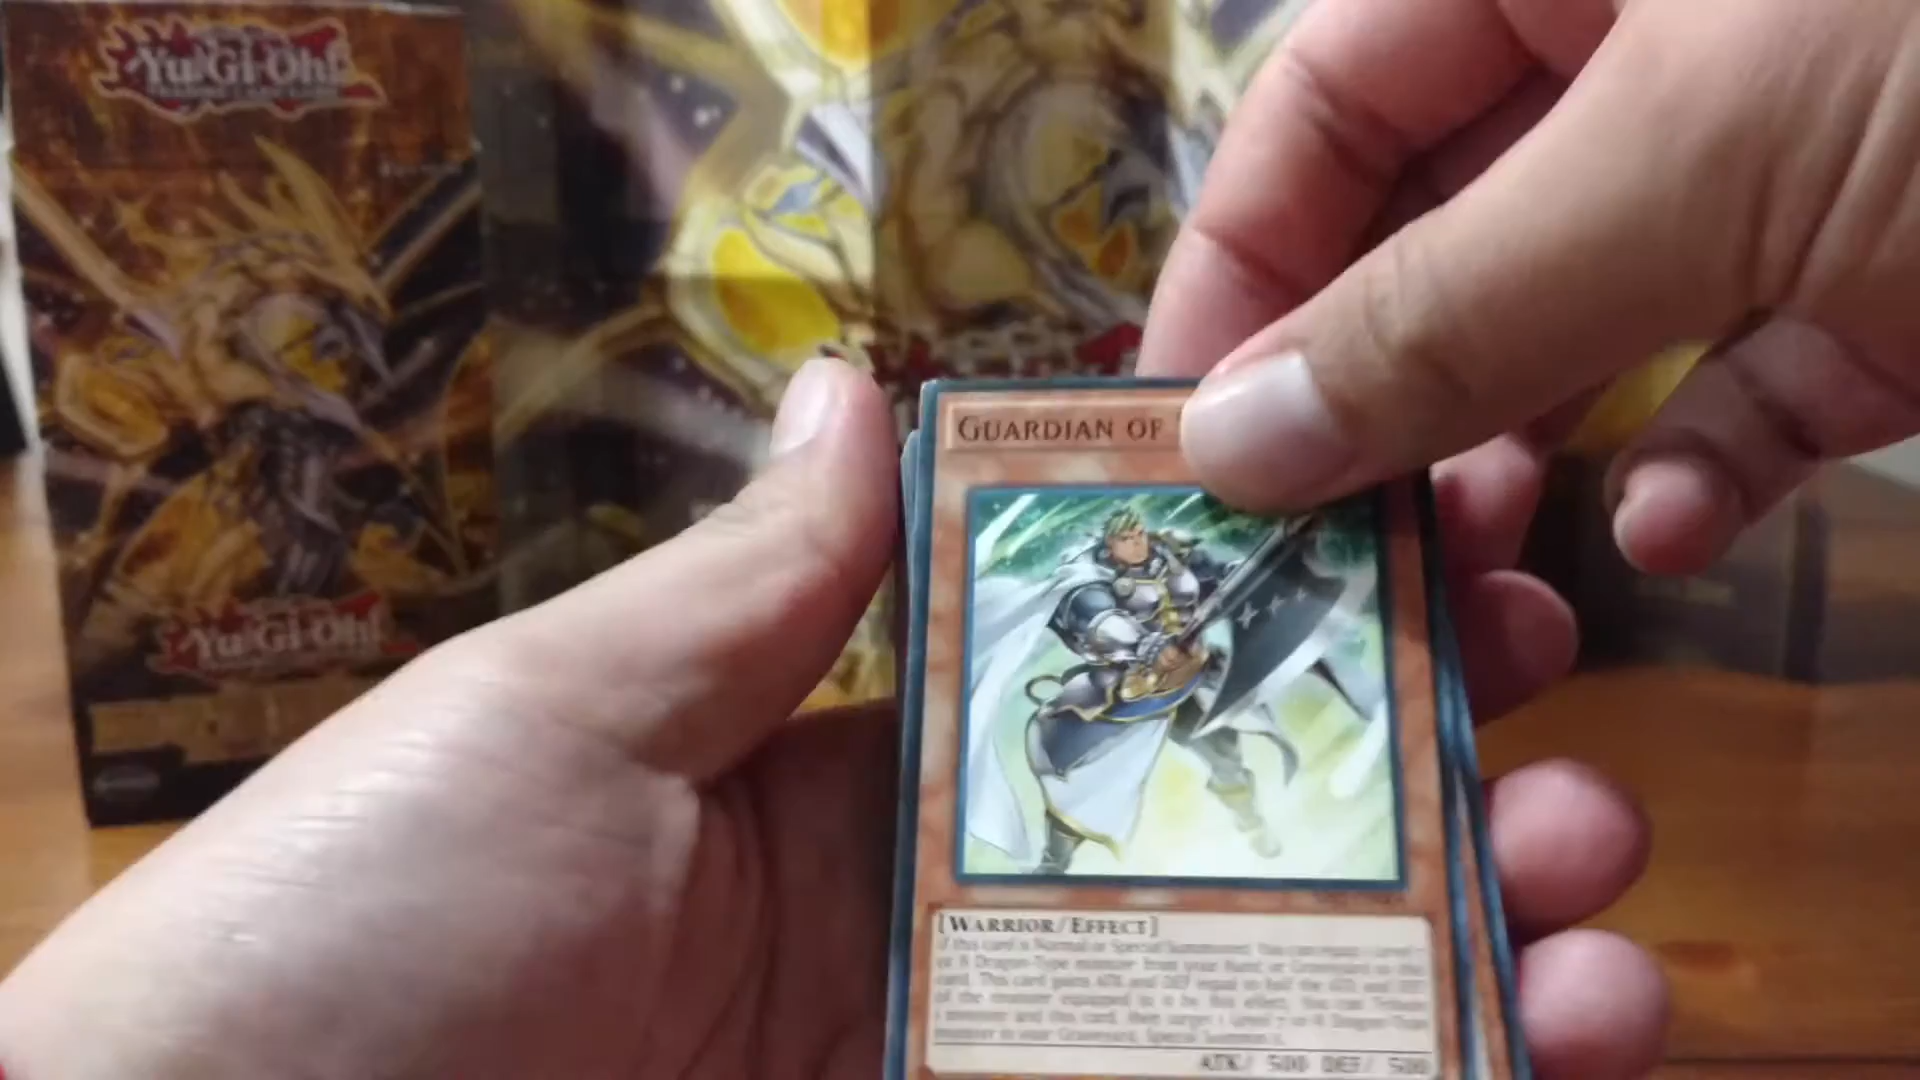 Yu-Gi-Oh!
TRADING CARD GAME
Yu-Gi-Oh!
GUARDIAN OF
[WARRIOR/EFFECT]
If this card is Normal or Special Summoned: You can equip 1 Level 7
or 8 Dragon-Type monster from your Hand or Graveyard to this
card. This card gains ATK and DEF equal to half the ATK and DEF
of the monster equipped to it by this effect. You can Tribute
1 monster and this card, then target 1 Level 7 or 8 Dragon-Type
monster in your Graveyard; Special Summon it.
ATK/ 500 DEF/ 500